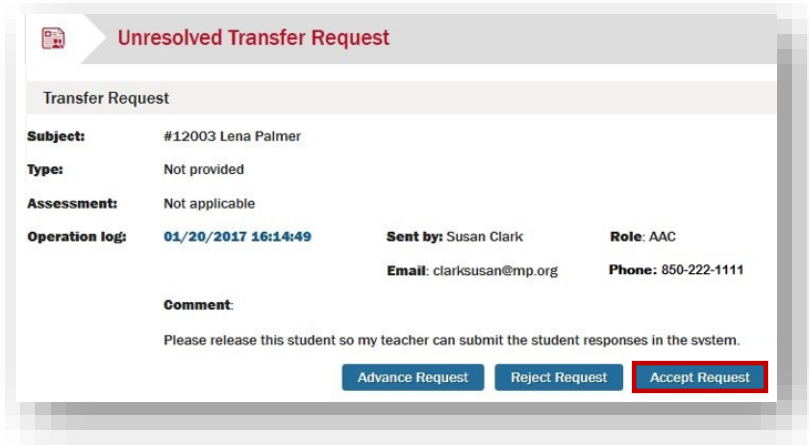 Unresolved Transfer Request
Transfer Request
Subject: #12003 Lena Palmer
Type: Not provided
Assessment: Not applicable
Operation log: 01/20/2017 16:14:49 Sent by: Susan Clark Role: AAC
Email: clarksusan@mp.org Phone: 850-222-1111
Comment:
Please release this student so my teacher can submit the student responses in the system.
Advance Request Reject Request Accept Request